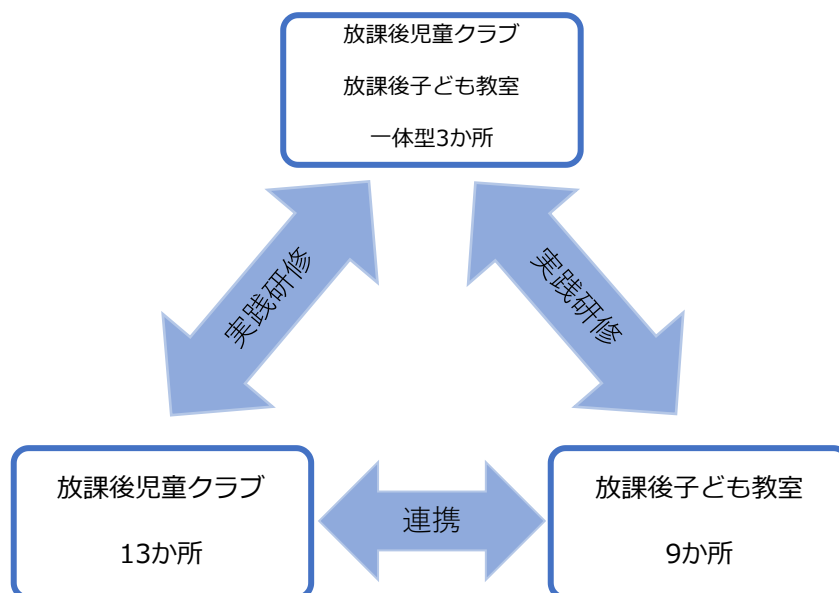 放課後児童クラブ
放課後子ども教室
一体型3か所
実践研修
実践研修
放課後児童クラブ
13か所
連携
放課後子ども教室
9か所